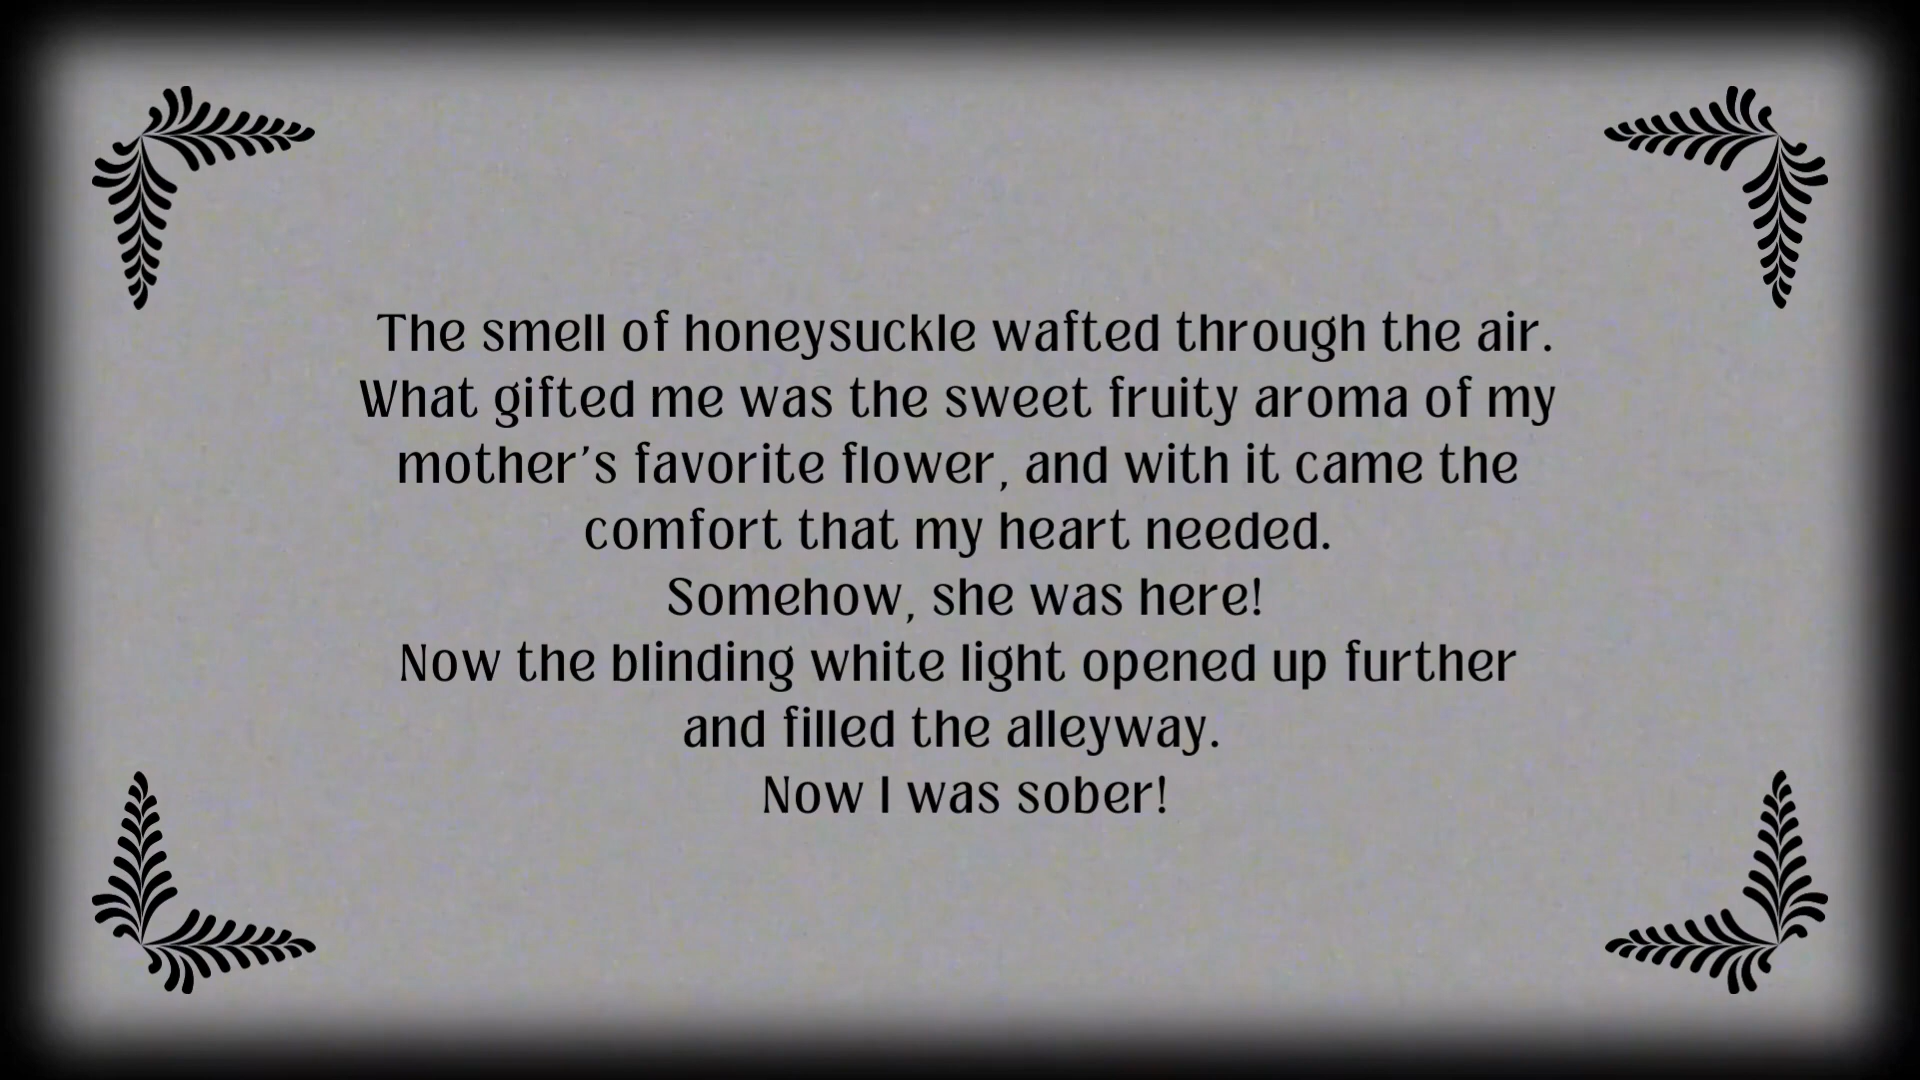 The smell of honeysuckle wafted through the air.
What gifted me was the sweet fruity aroma of my
mother’s favorite flower, and with it came the
comfort that my heart needed.
Somehow, she was here!
Now the blinding white light opened up further
and filled the alleyway.
Now I was sober!